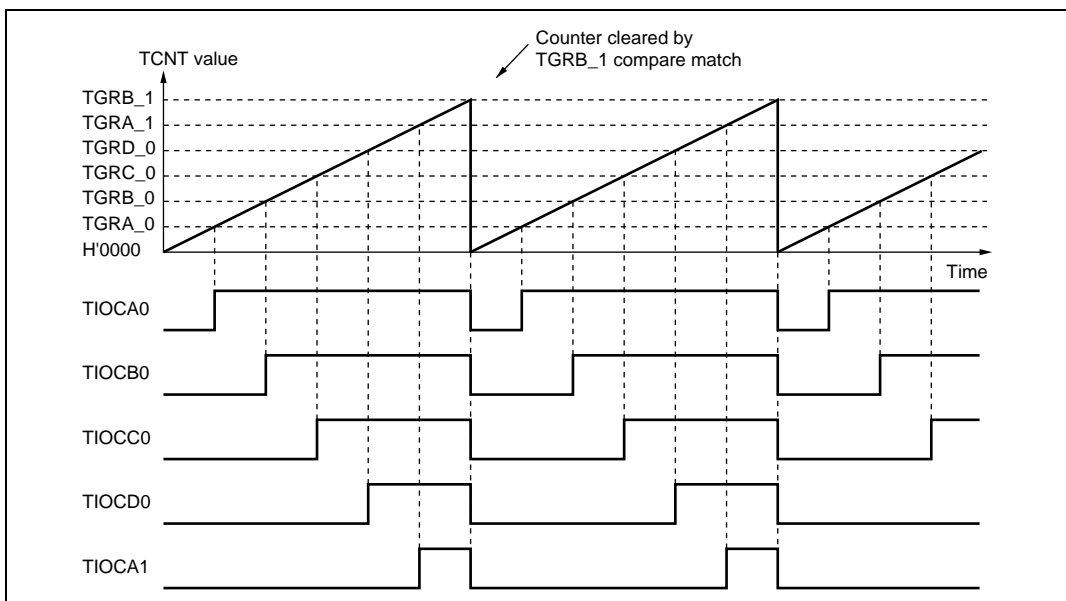 Counter cleared by
TGRB_1 compare match
TCNT value
TGRB_1
TGRA_1
TGRD_0
TGRC_0
TGRB_0
TGRA_0
H'0000
Time
TIOCA0
TIOCB0
TIOCC0
TIOCD0
TIOCA1